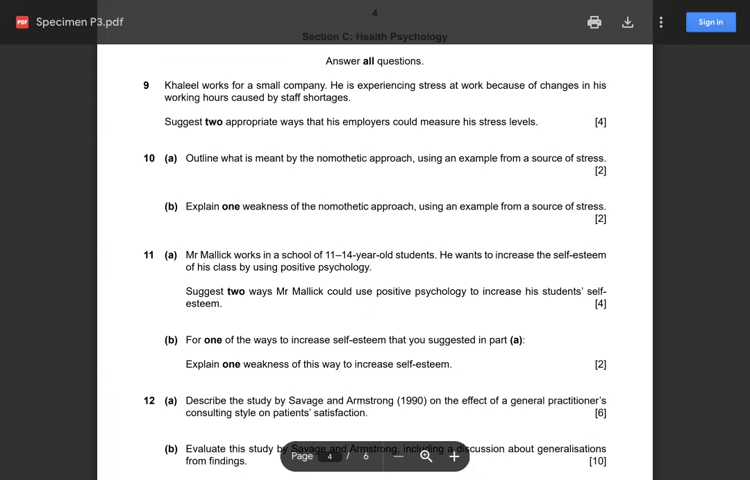 4
Specimen P3.pdf
Sign in
Section C: Health Psychology
Answer all questions.
9 Khaleel works for a small company. He is experiencing stress at work because of changes in his
working hours caused by staff shortages.
Suggest two appropriate ways that his employers could measure his stress levels. [4]
10 (a) Outline what is meant by the nomothetic approach, using an example from a source of stress.
[2]
(b) Explain one weakness of the nomothetic approach, using an example from a source of stress.
[2]
11 (a) Mr Mallick works in a school of 11–14-year-old students. He wants to increase the self-esteem
of his class by using positive psychology.
Suggest two ways Mr Mallick could use positive psychology to increase his students' self-
esteem. [4]
(b) For one of the ways to increase self-esteem that you suggested in part (a):
Explain one weakness of this way to increase self-esteem. [2]
12 (a) Describe the study by Savage and Armstrong (1990) on the effect of a general practitioner's
consulting style on patients' satisfaction. [6]
(b) Evaluate this study by Savage and Armstrong, including a discussion about generalisations
from findings. [10]
Page 4 / 6